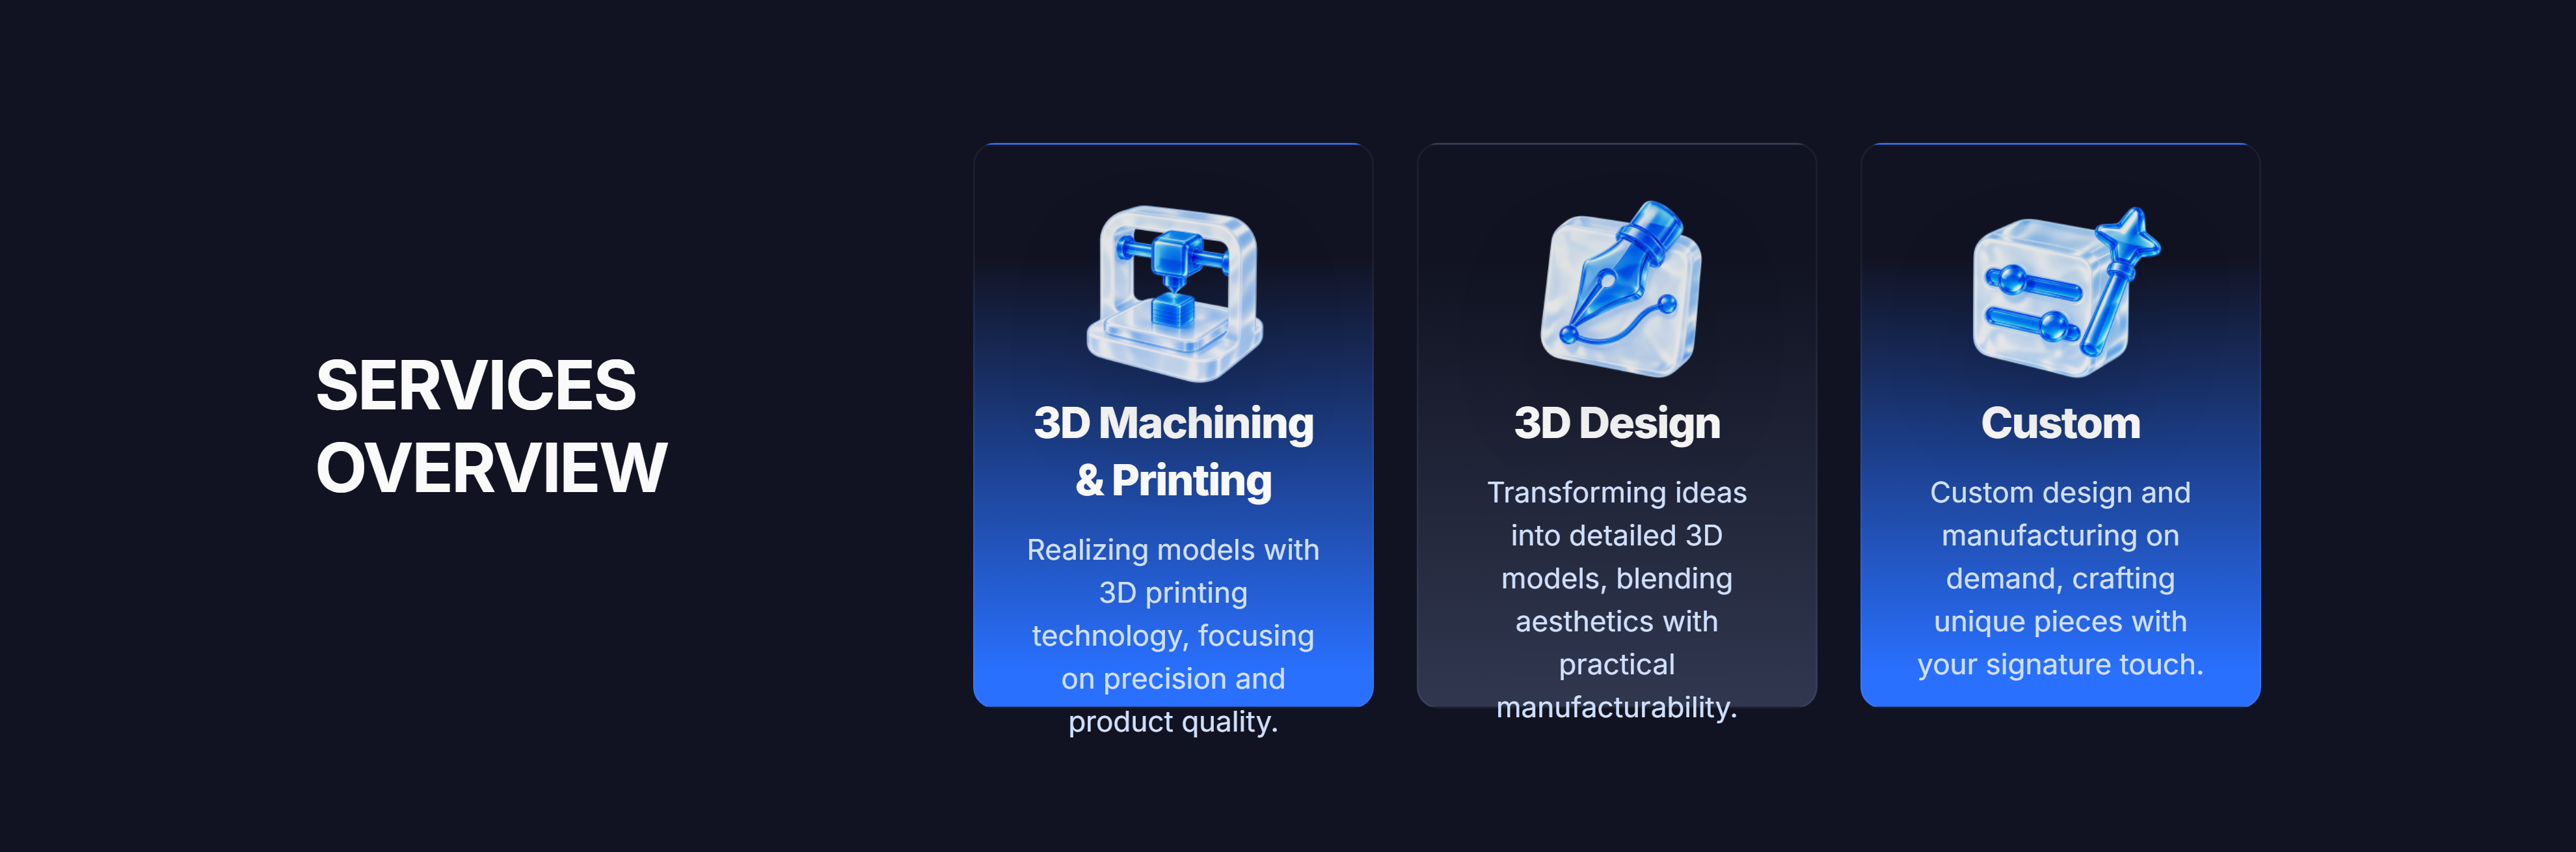 SERVICES
OVERVIEW
3D Machining
& Printing
Realizing models with
3D printing
technology, focusing
on precision and
product quality.
3D Design
Transforming ideas
into detailed 3D
models, blending
aesthetics with
practical
manufacturability.
Custom
Custom design and
manufacturing on
demand, crafting
unique pieces with
your signature touch.